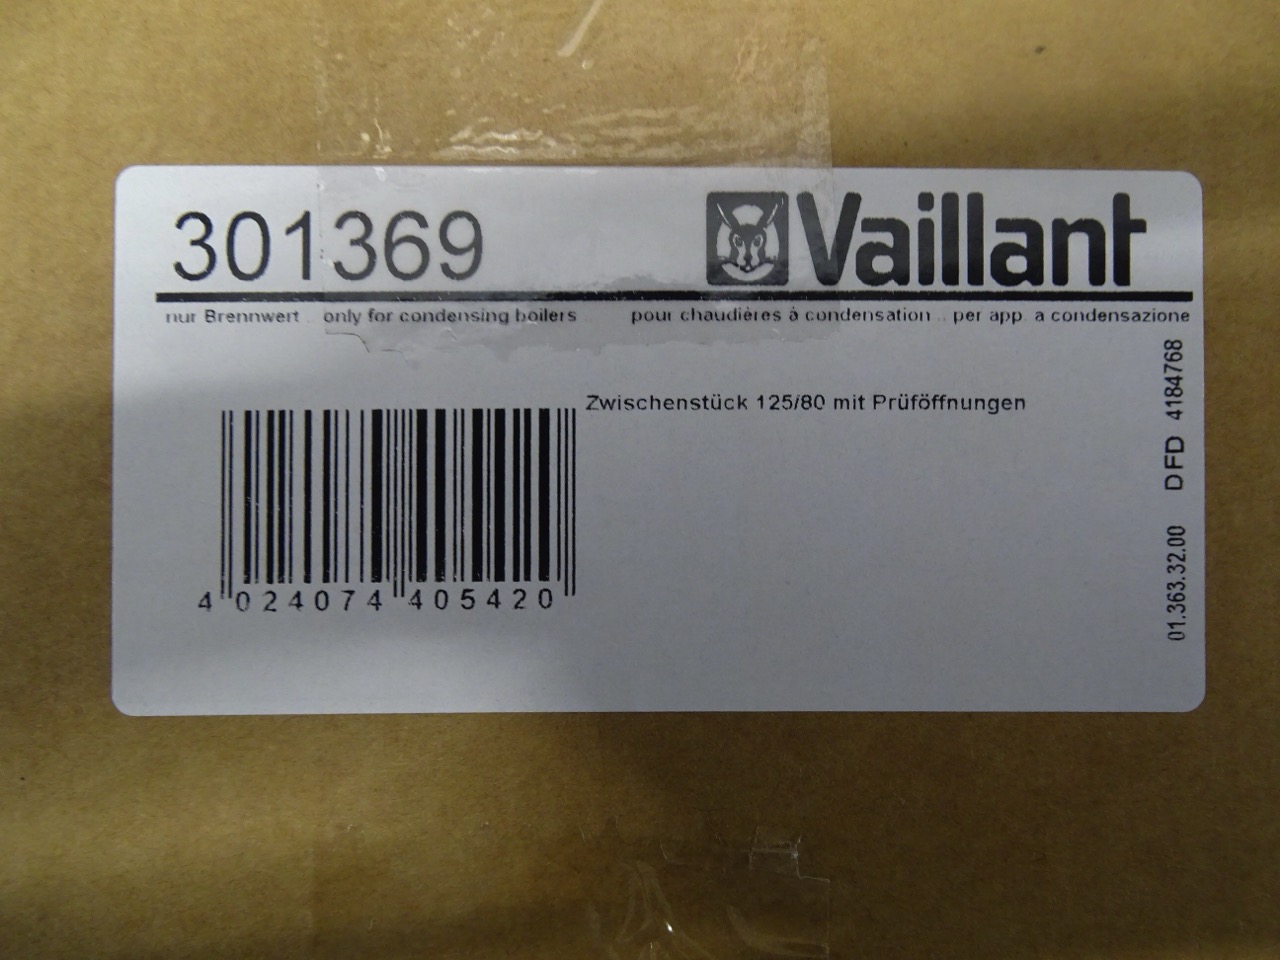 301369
Vaillant
nur Brennwert .. only for condensing boilers
pour chaudières à condensation .. per app. a condensazione
Zwischenstück 125/80 mit Prüföffnungen
4 024074 405420
01.363.32.00 DFD 4184768